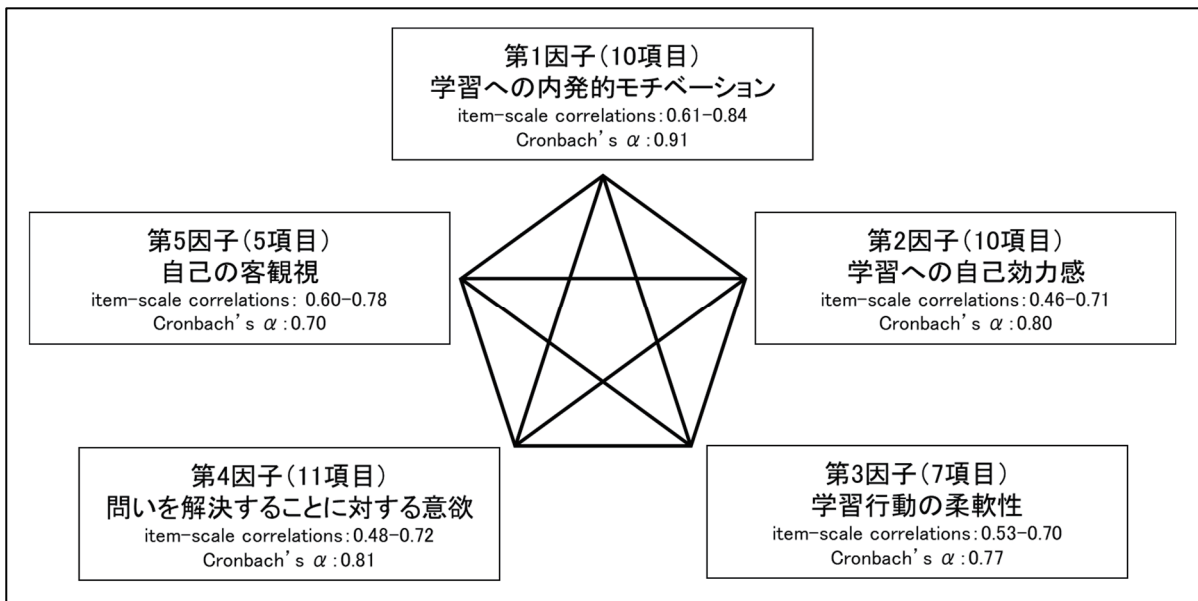 第1因子(10項目)
学習への内発的モチベーション
item-scale correlations:0.61-0.84
Cronbach's α:0.91
第5因子(5項目)
自己の客観視
item-scale correlations: 0.60-0.78
Cronbach's α:0.70
第2因子(10項目)
学習への自己効力感
item-scale correlations:0.46-0.71
Cronbach's α:0.80
第4因子(11項目)
問いを解決することに対する意欲
item-scale correlations:0.48-0.72
Cronbach's α:0.81
第3因子(7項目)
学習行動の柔軟性
item-scale correlations:0.53-0.70
Cronbach's α:0.77